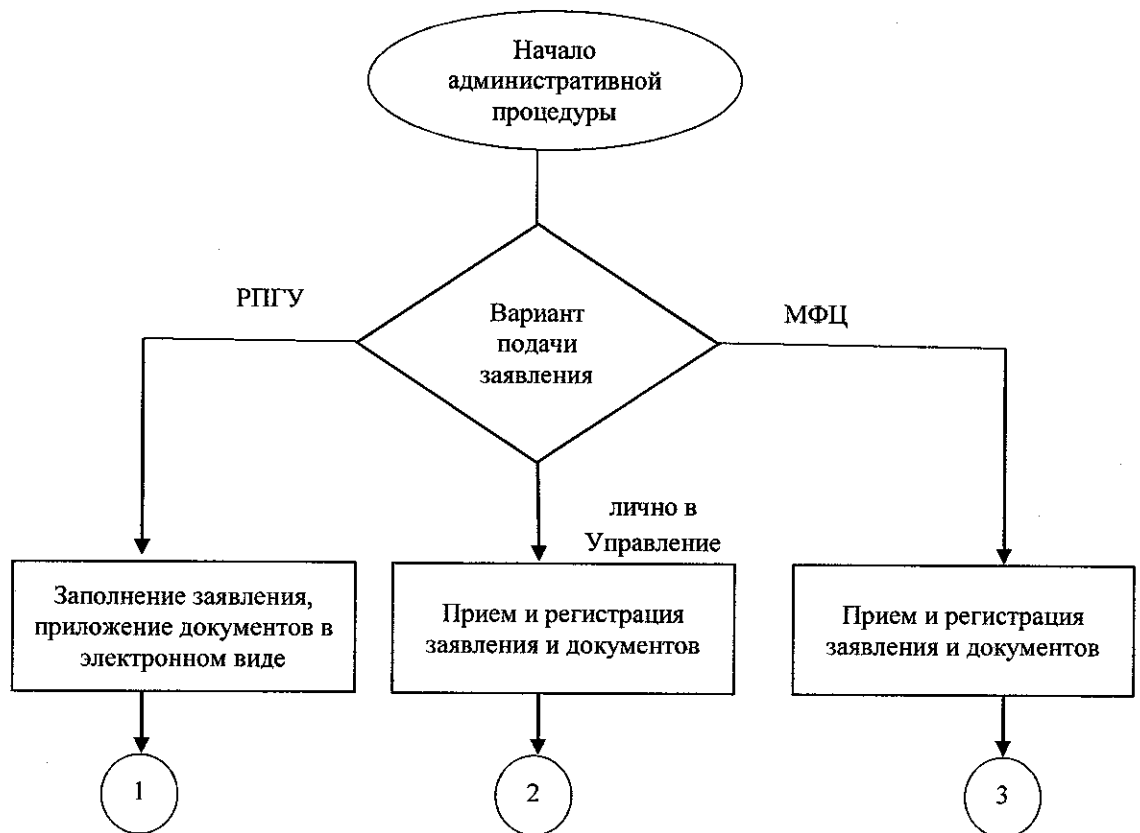 Начало
административной
процедуры
РПГУ
МФЦ
Вариант
подачи
заявления
лично в
Управление
Заполнение заявления,
приложение документов в
электронном виде
Прием и регистрация
заявления и документов
Прием и регистрация
заявления и документов
1
2
3